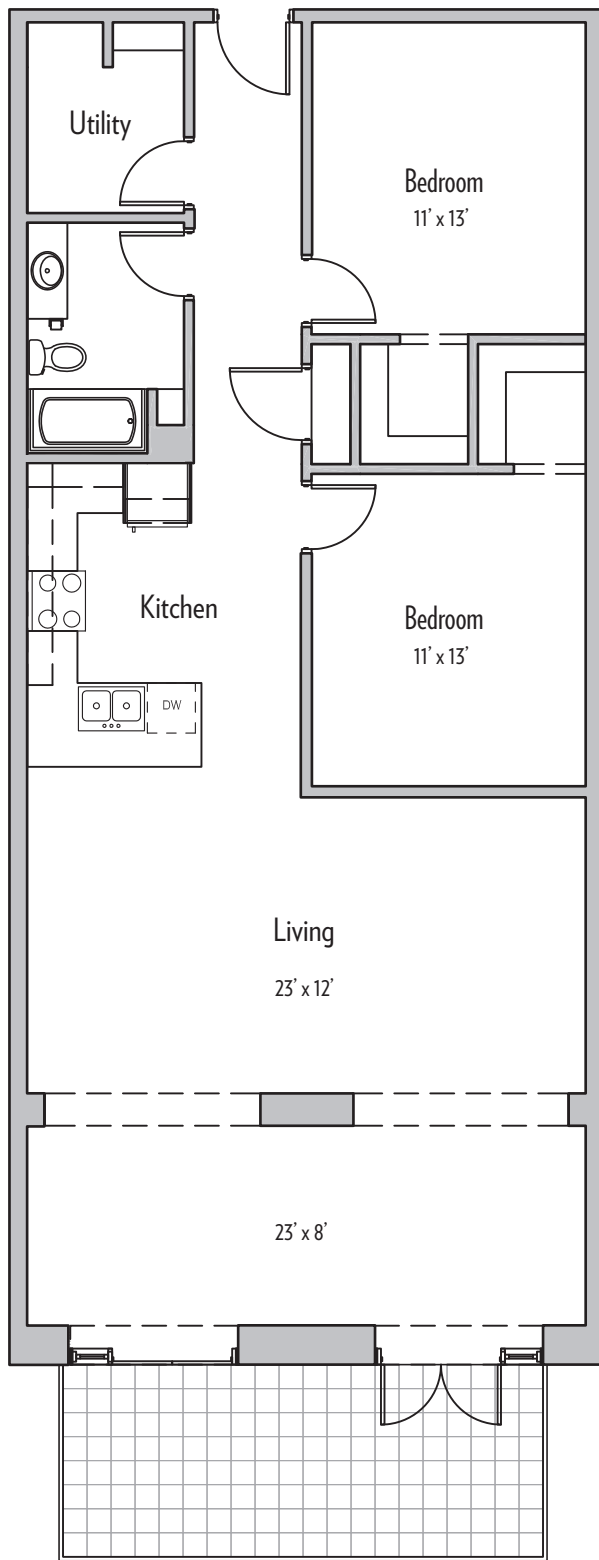 Utility
Bedroom
11’ x 13’
Kitchen
Bedroom
11’ x 13’
DW
Living
23’ x 12’
23’ x 8’